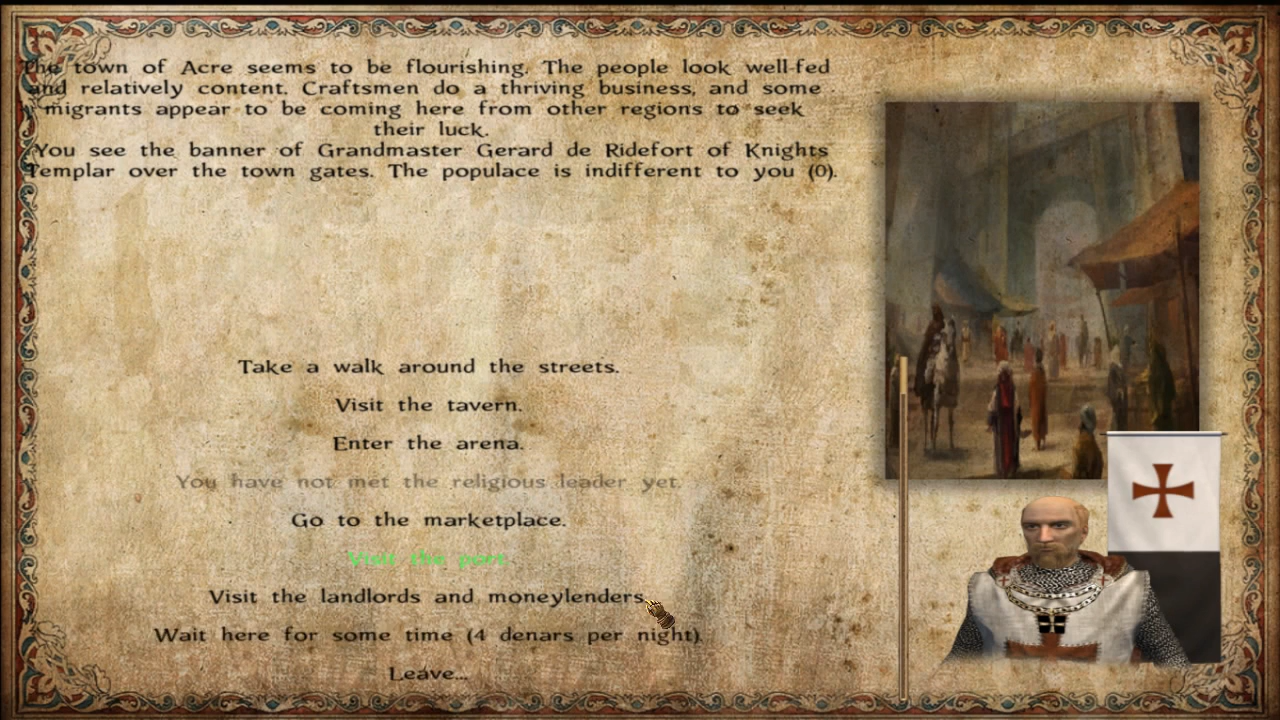 The town of Acre seems to be flourishing. The people look well-fed
and relatively content. Craftsmen do a thriving business, and some
migrants appear to be coming here from other regions to seek
their luck.
You see the banner of Grandmaster Gerard de Ridefort of Knights
Templar over the town gates. The populace is indifferent to you (0).
Take a walk around the streets.
Visit the tavern.
Enter the arena.
You have not met the religious leader yet.
Go to the marketplace.
Visit the port
Visit the landlords and moneylenders.
Wait here for some time (4 denars per night).
Leave...